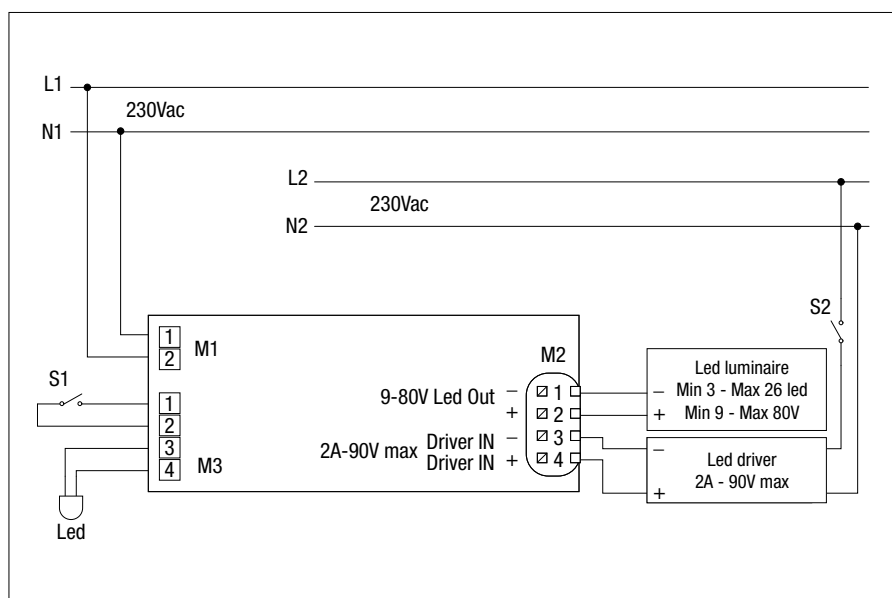 L1
230Vac
N1
L2
230Vac
N2
S2
1
2
M1
M2
S1
1
2
3
4
M3
9-80V Led Out
–
+
2A-90V max
Driver IN –
Driver IN +
1
2
3
4
Led luminaire
– Min 3 - Max 26 led
+ Min 9 - Max 80V
–
Led driver
2A - 90V max
+
Led